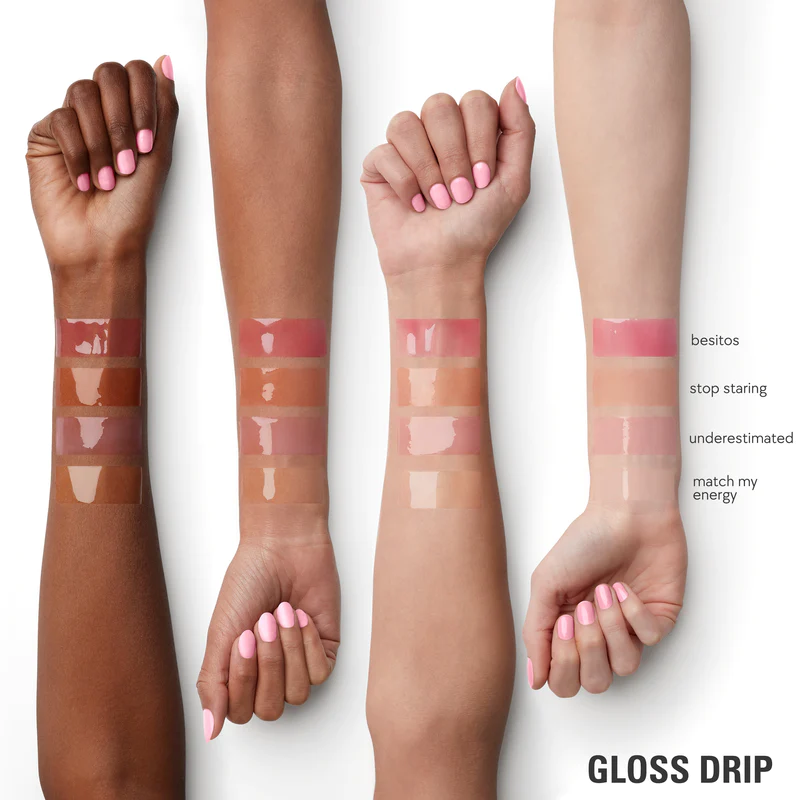 besitos
stop staring
underestimated
match my
energy
GLOSS DRIP